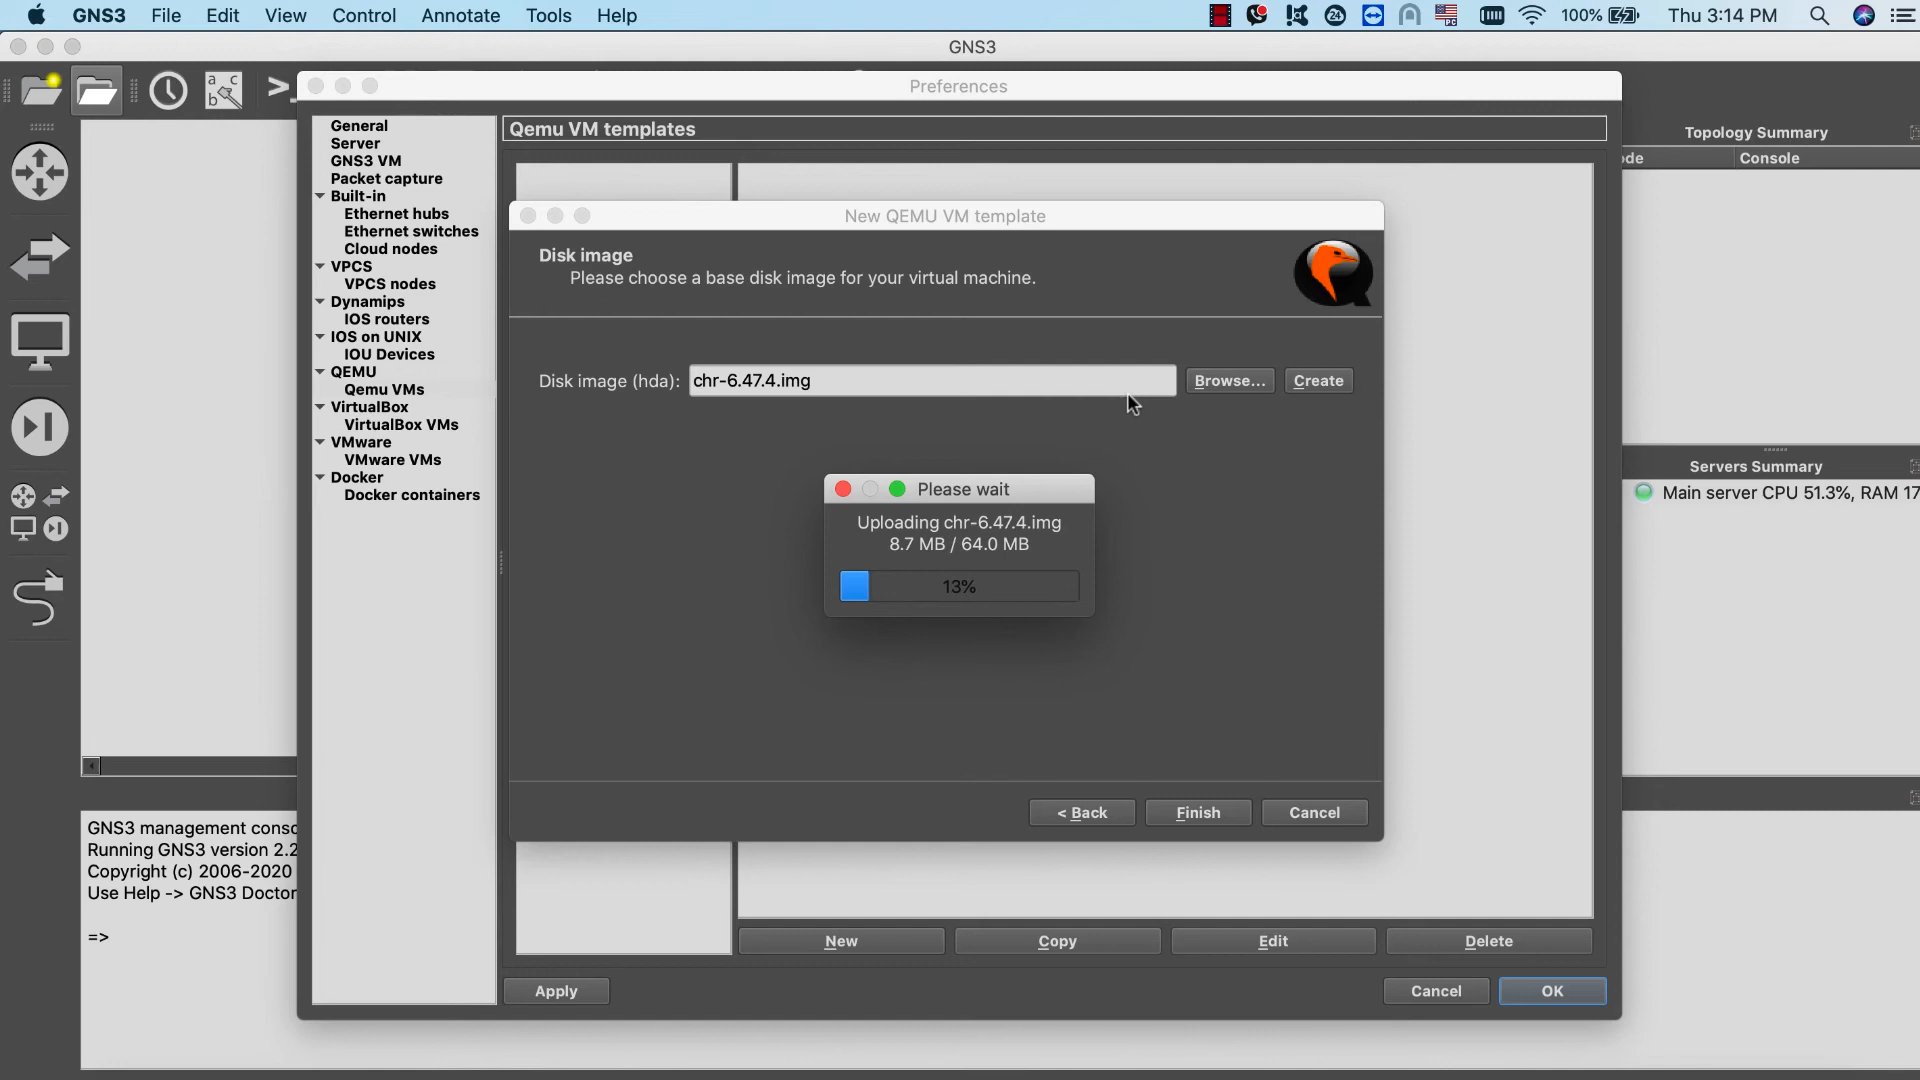 GNS3 File Edit View Control Annotate Tools Help 24 PC 100% Thu 3:14 PM
GNS3
a c
b
>_
Preferences
General
Server
GNS3 VM
Packet capture
Built-in
Ethernet hubs
Ethernet switches
Cloud nodes
VPCS
VPCS nodes
Dynamips
IOS routers
IOS on UNIX
IOU Devices
QEMU
Qemu VMs
VirtualBox
VirtualBox VMs
VMware
VMware VMs
Docker
Docker containers
Qemu VM templates
New QEMU VM template
Disk image
Please choose a base disk image for your virtual machine.
Disk image (hda): chr-6.47.4.img Browse... Create
Please wait
Uploading chr-6.47.4.img
8.7 MB / 64.0 MB
13%
< Back Finish Cancel
New Copy Edit Delete
Apply Cancel OK
Topology Summary
ode Console
Servers Summary
Main server CPU 51.3%, RAM 17
GNS3 management conso
Running GNS3 version 2.2
Copyright (c) 2006-2020
Use Help -> GNS3 Doctor
=>